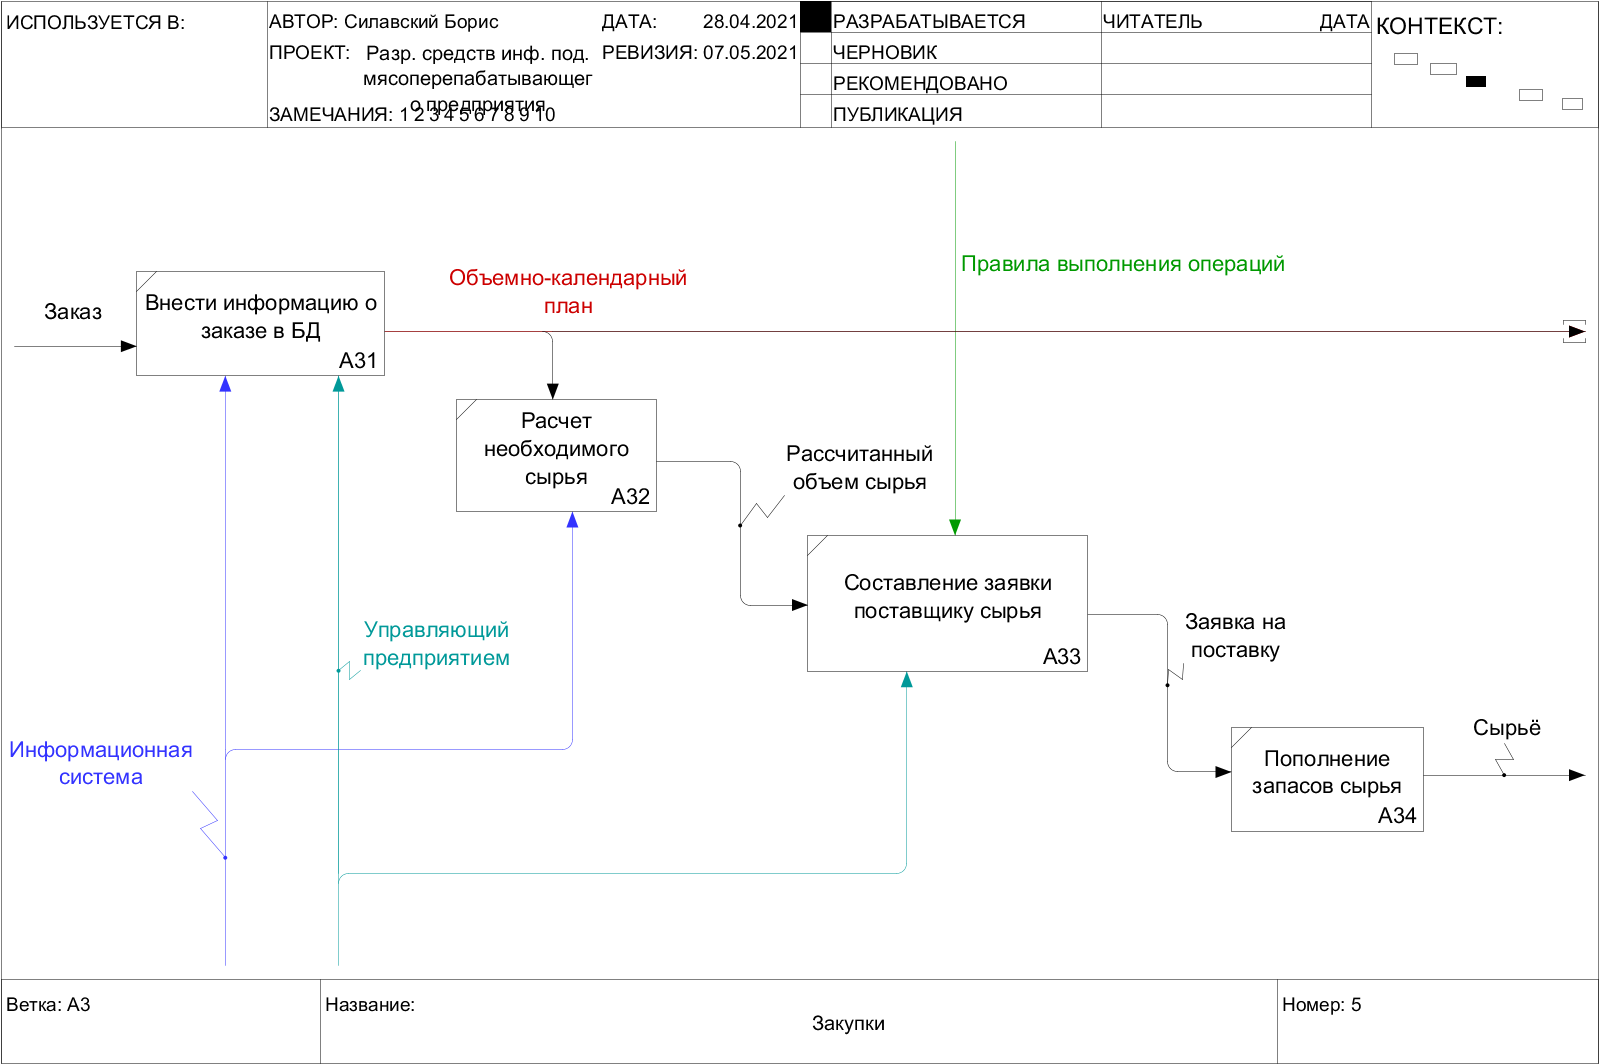 ИСПОЛЬЗУЕТСЯ В:
АВТОР: Силавский Борис
ДАТА: 28.04.2021
ПРОЕКТ: Разр. средств инф. под.
мясоперепабатывающег
о предприятия
РЕВИЗИЯ: 07.05.2021
ЗАМЕЧАНИЯ: 1 2 3 4 5 6 7 8 9 10
РАЗРАБАТЫВАЕТСЯ
ЧЕРНОВИК
РЕКОМЕНДОВАНО
ПУБЛИКАЦИЯ
ЧИТАТЕЛЬ ДАТА
КОНТЕКСТ:
Правила выполнения операций
Объемно-календарный
план
Заказ
Внести информацию о
заказе в БД
A31
Расчет
необходимого
сырья
A32
Рассчитанный
объем сырья
Составление заявки
поставщику сырья
A33
Управляющий
предприятием
Заявка на
поставку
Информационная
система
Сырьё
Пополнение
запасов сырья
A34
Ветка: A3
Название:
Закупки
Номер: 5